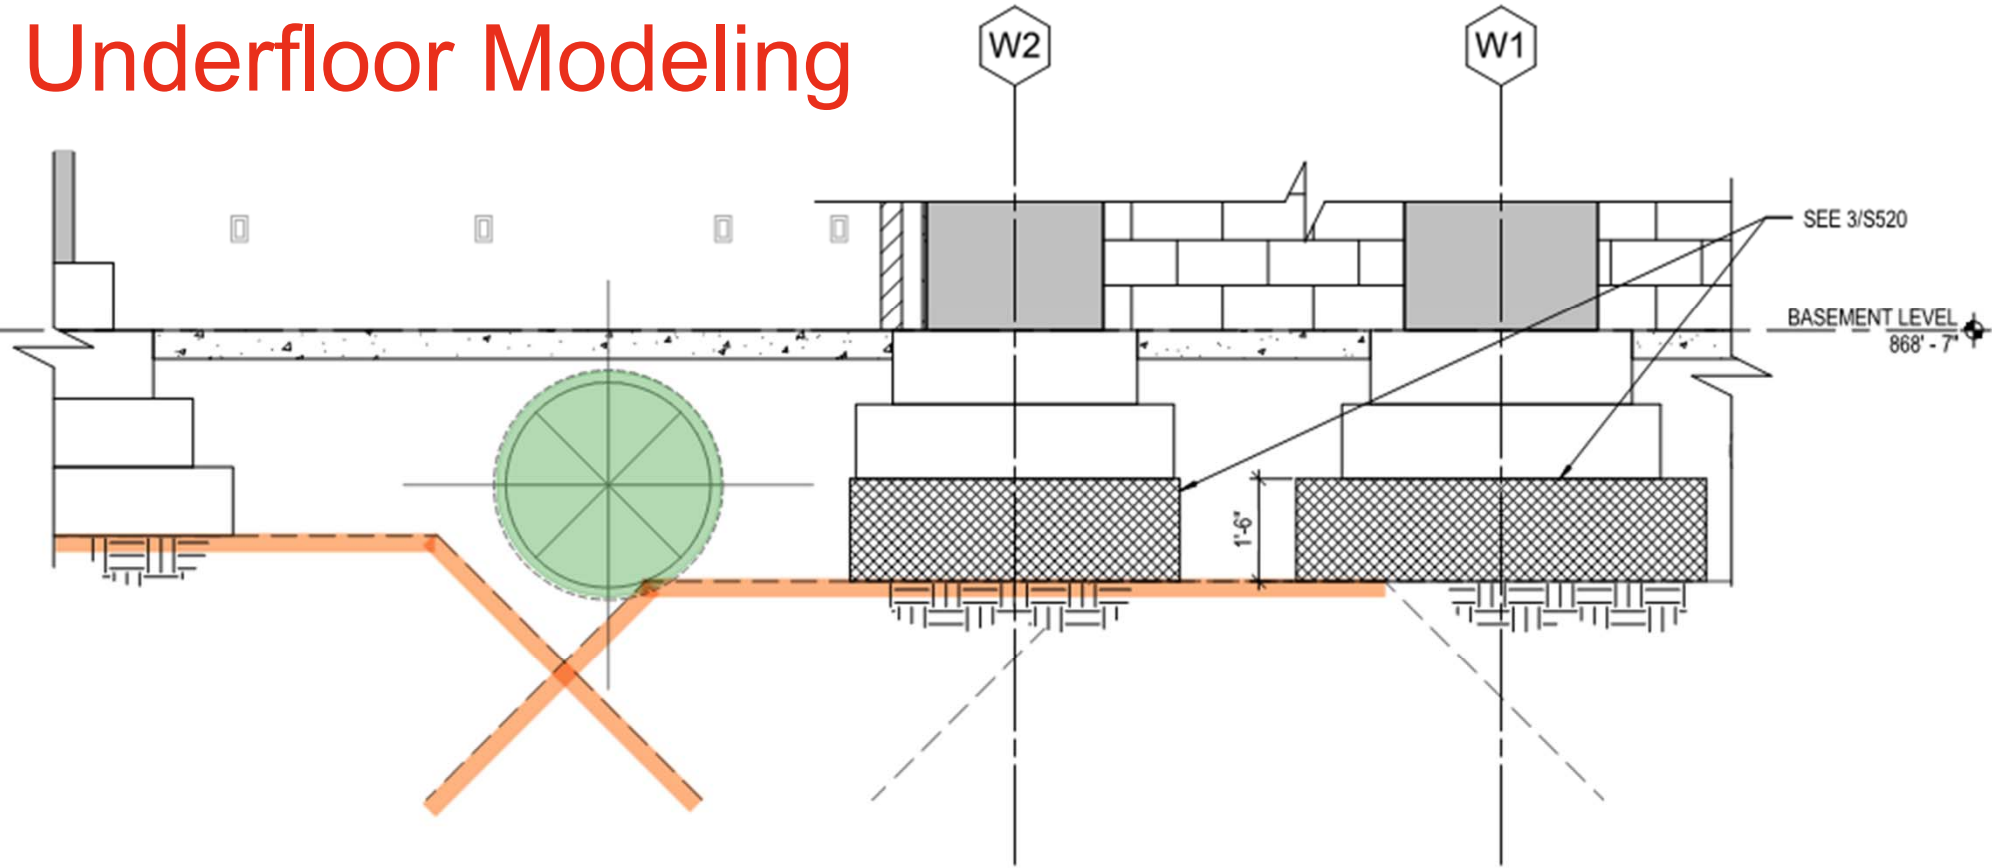 Underfloor Modeling
W2
W1
SEE 3/S520
BASEMENT LEVEL
868' - 7"
1'-6"